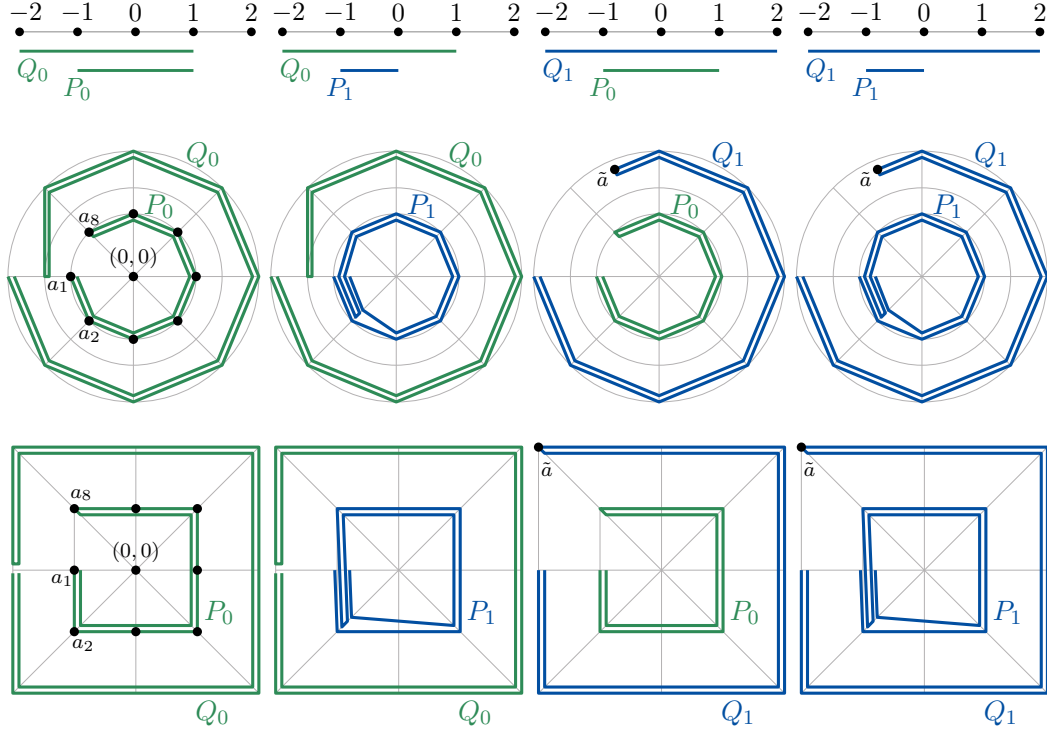 −2 −1 0 1 2 −2 −1 0 1 2 −2 −1 0 1 2 −2 −1 0 1 2
Q₀ Q₀ Q₁ Q₁
P₀ P₁ P₀ P₁
Q₀ Q₀ Q₁ Q₁
ã ã
P₀ P₁ P₀ P₁
a₈
(0,0)
a₁
a₂
ã ã
a₈
(0,0)
a₁
P₀ P₁ P₀ P₁
a₂
Q₀ Q₀ Q₁ Q₁